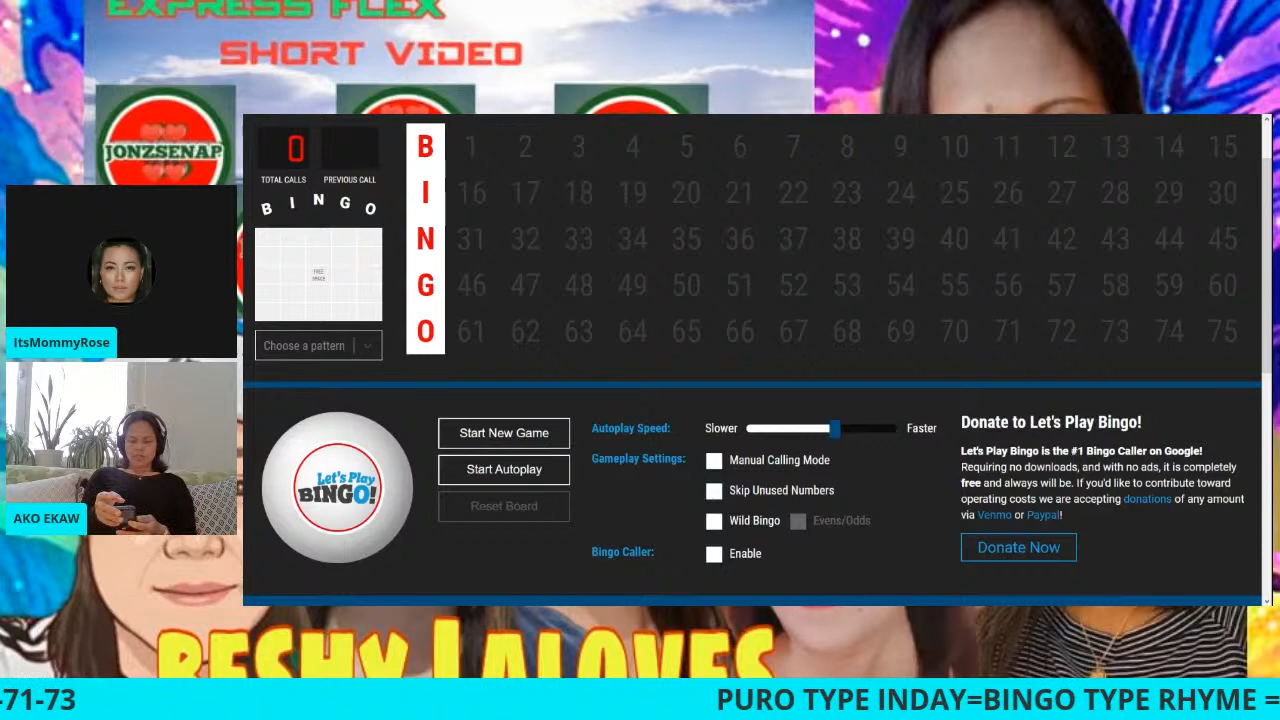 EXPRESS FLEX
SHORT VIDEO
JONZSENAP
0
TOTAL CALLS
PREVIOUS CALL
B I N G O
FREE
SPACE
Choose a pattern
B 1 2 3 4 5 6 7 8 9 10 11 12 13 14 15
I 16 17 18 19 20 21 22 23 24 25 26 27 28 29 30
N 31 32 33 34 35 36 37 38 39 40 41 42 43 44 45
G 46 47 48 49 50 51 52 53 54 55 56 57 58 59 60
O 61 62 63 64 65 66 67 68 69 70 71 72 73 74 75
ItsMommyRose
AKO EKAW
Let's Play
BINGO!
Start New Game
Start Autoplay
Reset Board
Autoplay Speed:
Slower
Faster
Gameplay Settings:
Manual Calling Mode
Skip Unused Numbers
Wild Bingo
Evens/Odds
Bingo Caller:
Enable
Donate to Let's Play Bingo!
Let's Play Bingo is the #1 Bingo Caller on Google!
Requiring no downloads, and with no ads, it is completely
free and always will be. If you'd like to contribute toward
operating costs we are accepting donations of any amount
via Venmo or Paypal!
Donate Now
BESHY LALOVES
-71-73
PURO TYPE INDAY=BINGO TYPE RHYME =